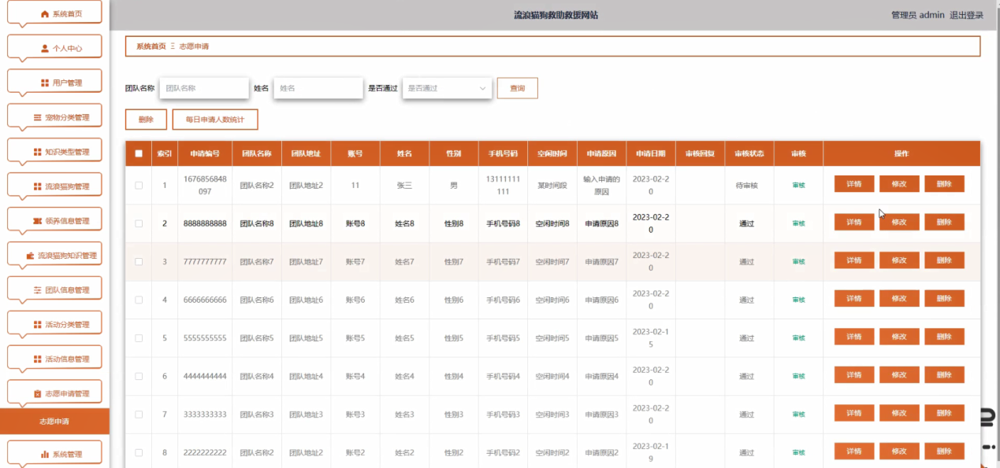 流浪猫狗救助救援网站
管理员 admin 退出登录
系统首页
个人中心
用户管理
宠物分类管理
知识类型管理
流浪猫狗管理
领养信息管理
流浪猫狗知识管理
团队信息管理
活动分类管理
活动信息管理
志愿申请管理
志愿申请
系统管理
系统首页 志愿申请
团队名称 团队名称 姓名 姓名 是否通过 是否通过 查询
删除 每日申请人数统计
索引 申请编号 团队名称 团队地址 账号 姓名 性别 手机号码 空闲时间 申请原因 申请日期 审核回复 审核状态 审核 操作
1 1676856848097 团队名称2 团队地址2 11 张三 男 13111111111 某时间段 输入申请的原因 2023-02-20 待审核 审核 详情 修改 删除
2 8888888888 团队名称8 团队地址8 账号8 姓名8 性别8 手机号码8 空闲时间8 申请原因8 2023-02-20 通过 审核 详情 修改 删除
3 7777777777 团队名称7 团队地址7 账号7 姓名7 性别7 手机号码7 空闲时间7 申请原因7 2023-02-20 通过 审核 详情 修改 删除
4 6666666666 团队名称6 团队地址6 账号6 姓名6 性别6 手机号码6 空闲时间6 申请原因6 2023-02-20 通过 审核 详情 修改 删除
5 5555555555 团队名称5 团队地址5 账号5 姓名5 性别5 手机号码5 空闲时间5 申请原因5 2023-02-15 通过 审核 详情 修改 删除
6 4444444444 团队名称4 团队地址4 账号4 姓名4 性别4 手机号码4 空闲时间4 申请原因4 2023-02-20 通过 审核 详情 修改 删除
7 3333333333 团队名称3 团队地址3 账号3 姓名3 性别3 手机号码3 空闲时间3 申请原因3 2023-02-20 通过 审核 详情 修改 删除
8 2222222222 团队名称2 团队地址2 账号2 姓名2 性别2 手机号码2 空闲时间2 申请原因2 2023-02-19 通过 审核 详情 修改 删除